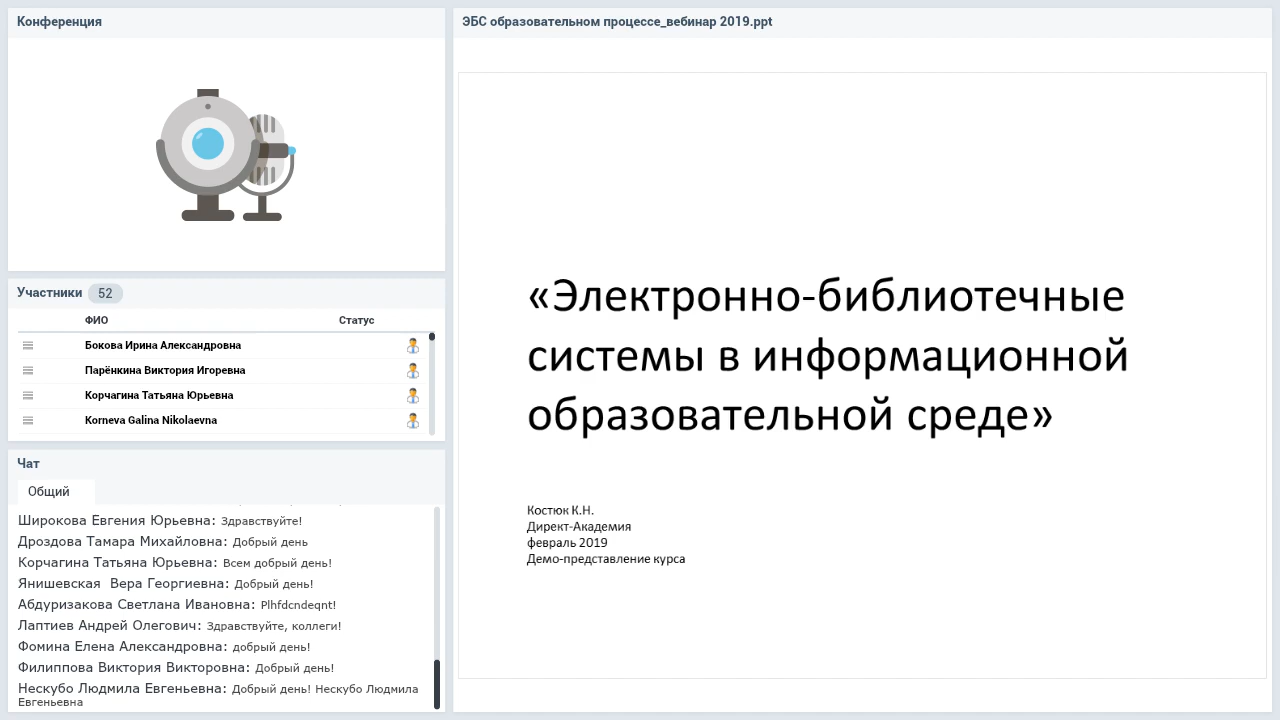 Конференция
Участники 52
ФИО Статус
Бокова Ирина Александровна
Парёнкина Виктория Игоревна
Корчагина Татьяна Юрьевна
Korneva Galina Nikolaevna
Чат
Общий
Широкова Евгения Юрьевна: Здравствуйте!
Дроздова Тамара Михайловна: Добрый день
Корчагина Татьяна Юрьевна: Всем добрый день!
Янишевская  Вера Георгиевна: Добрый день!
Абдуризакова Светлана Ивановна: Plhfdcndeqnt!
Лаптиев Андрей Олегович: Здравствуйте, коллеги!
Фомина Елена Александровна: добрый день!
Филиппова Виктория Викторовна: Добрый день!
Нескубо Людмила Евгеньевна: Добрый день! Нескубо Людмила
Евгеньевна
ЭБС образовательном процессе_вебинар 2019.ppt
«Электронно-библиотечные
системы в информационной
образовательной среде»
Костюк К.Н.
Директ-Академия
февраль 2019
Демо-представление курса